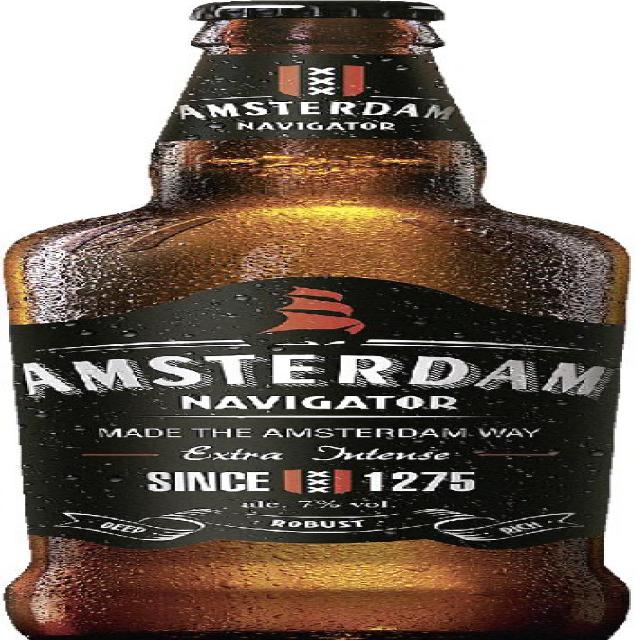 AMSTERDAM
NAVIGATOR
AMSTERDAM
NAVIGATOR
MADE THE AMSTERDAM WAY
Extra Intense
SINCE XXX 1275
alc. 7% vol.
DEEP ROBUST RICH